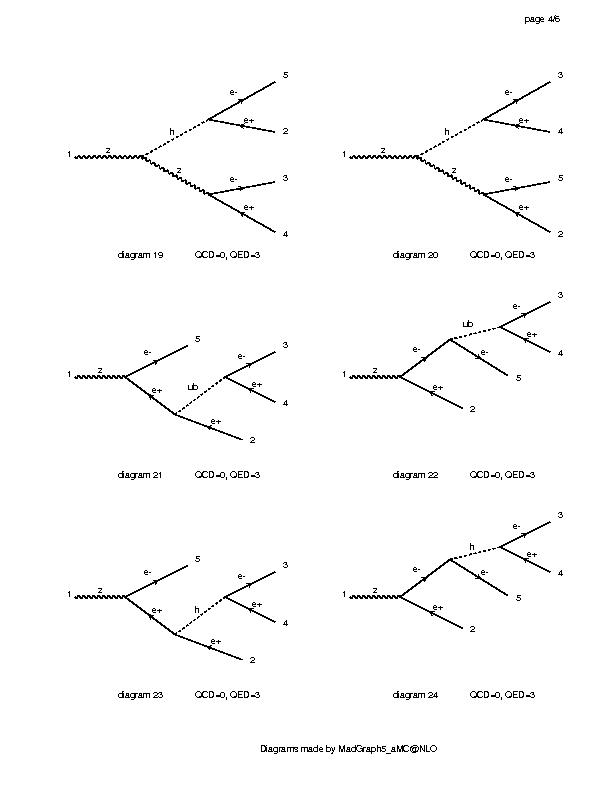 page 4/6
5
e-
h
e+
2
1
z
z
e-
3
e+
4
diagram 19 QCD=0, QED=3
3
e-
h
e+
4
1
z
z
e-
5
e+
2
diagram 20 QCD=0, QED=3
5
e-
3
e-
1
z
e+
ub
e+
4
e+
2
diagram 21 QCD=0, QED=3
3
e-
ub
e+
4
e-
e-
1
z
5
e+
2
diagram 22 QCD=0, QED=3
5
e-
3
e-
1
z
e+
h
e+
4
e+
2
diagram 23 QCD=0, QED=3
3
e-
h
e+
4
e-
e-
1
z
5
e+
2
diagram 24 QCD=0, QED=3
Diagrams made by MadGraph5_aMC@NLO